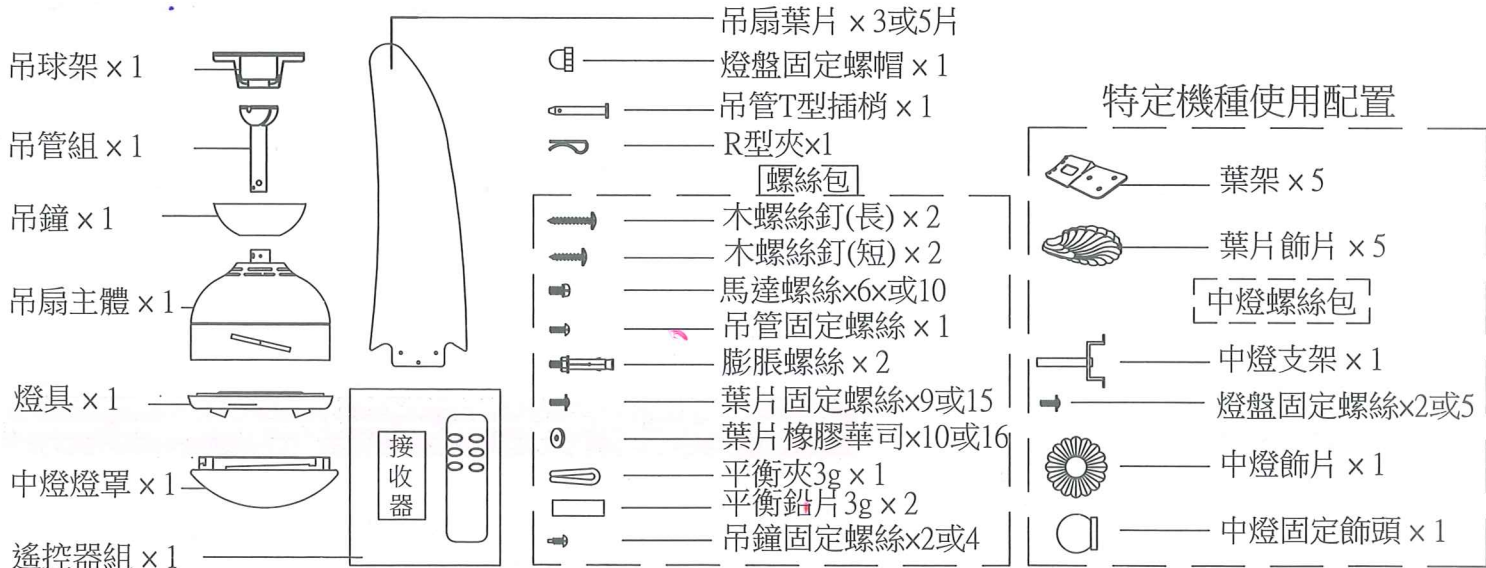 吊球架×1
吊管組×1
吊鐘×1
吊扇主體×1
燈具×1
中燈燈罩×1
遙控器組×1
接收器
吊扇葉片×3或5片
燈盤固定螺帽×1
吊管T型插梢×1
R型夾×1
螺絲包
木螺絲釘(長)×2
木螺絲釘(短)×2
馬達螺絲×6×或10
吊管固定螺絲×1
膨脹螺絲×2
葉片固定螺絲×9或15
葉片橡膠華司×10或16
平衡夾3g×1
平衡鉛片3g×2
吊鐘固定螺絲×2或4
特定機種使用配置
葉架×5
葉片飾片×5
中燈螺絲包
中燈支架×1
燈盤固定螺絲×2或5
中燈飾片×1
中燈固定飾頭×1